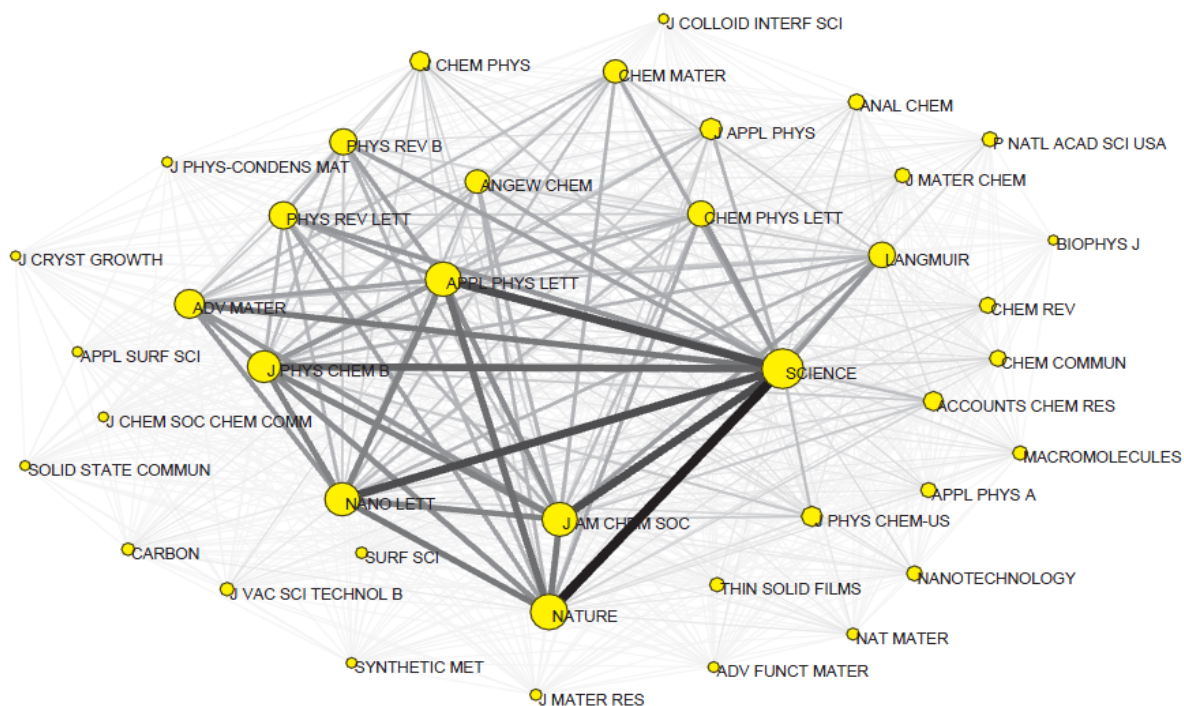 J COLLOID INTERF SCI
J CHEM PHYS
CHEM MATER
ANAL CHEM
J APPL PHYS
PHYS REV B
P NATL ACAD SCI USA
J PHYS-CONDENS MAT
J MATER CHEM
ANGEW CHEM
PHYS REV LETT
CHEM PHYS LETT
BIOPHYS J
J CRYST GROWTH
LANGMUIR
APPL PHYS LETT
ADV MATER
CHEM REV
APPL SURF SCI
CHEM COMMUN
J PHYS CHEM B
SCIENCE
ACCOUNTS CHEM RES
J CHEM SOC CHEM COMM
MACROMOLECULES
SOLID STATE COMMUN
APPL PHYS A
NANO LETT
J AM CHEM SOC
J PHYS CHEM-US
CARBON
SURF SCI
NANOTECHNOLOGY
J VAC SCI TECHNOL B
THIN SOLID FILMS
NATURE
NAT MATER
SYNTHETIC MET
ADV FUNCT MATER
J MATER RES